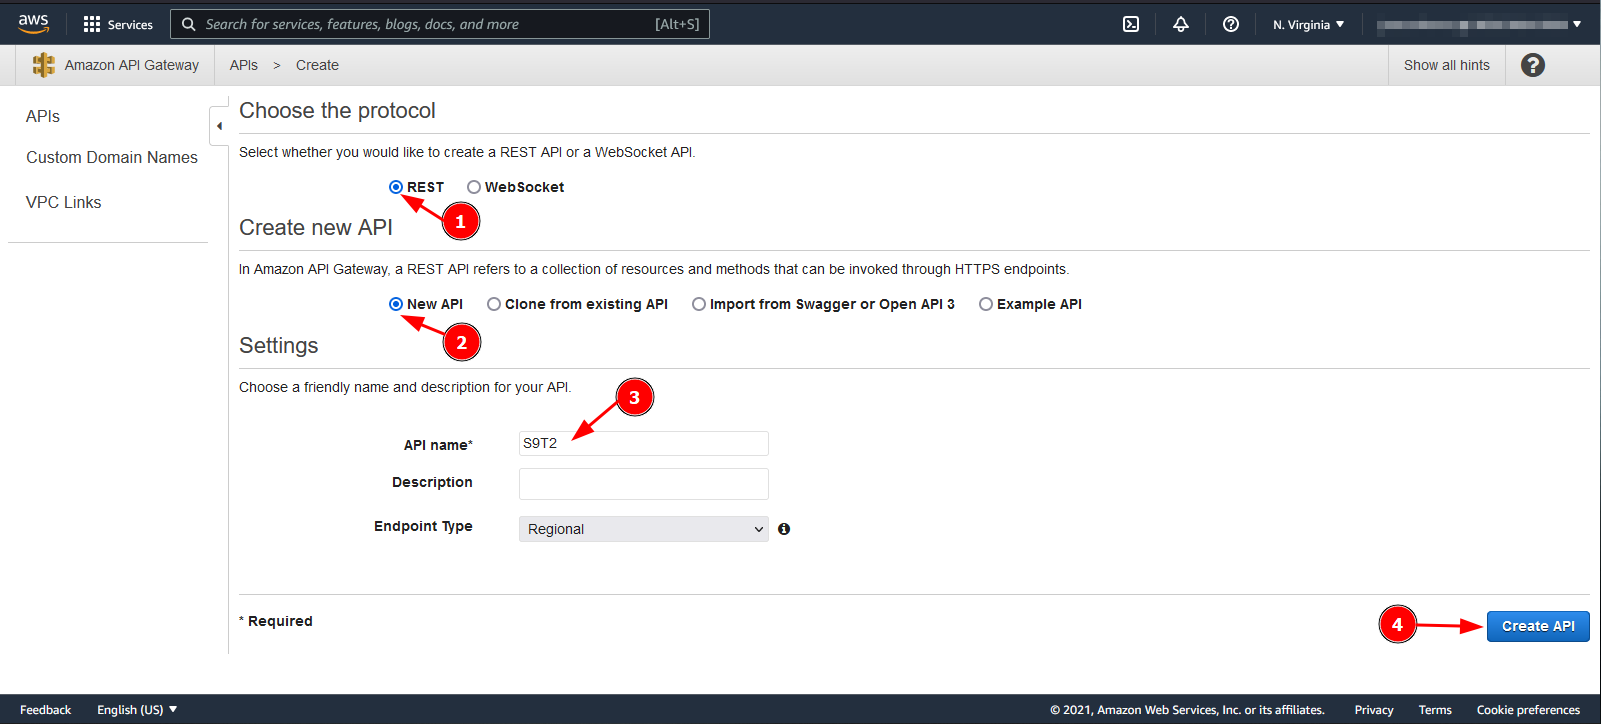 aws Services Search for services, features, blogs, docs, and more [Alt+S] N. Virginia
Amazon API Gateway APIs > Create Show all hints ?
APIs
Custom Domain Names
VPC Links
Choose the protocol
Select whether you would like to create a REST API or a WebSocket API.
REST WebSocket
1
Create new API
In Amazon API Gateway, a REST API refers to a collection of resources and methods that can be invoked through HTTPS endpoints.
New API Clone from existing API Import from Swagger or Open API 3 Example API
2
Settings
Choose a friendly name and description for your API.
3
API name* S9T2
Description
Endpoint Type Regional
* Required
4 Create API
Feedback English (US) © 2021, Amazon Web Services, Inc. or its affiliates. Privacy Terms Cookie preferences